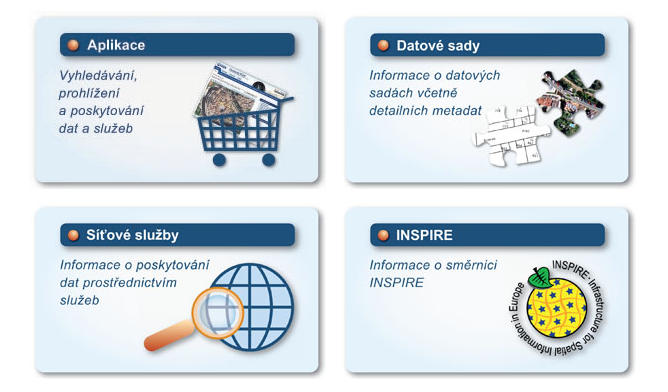 Aplikace
Vyhledávání,
prohlížení
a poskytování
dat a služeb
Datové sady
Informace o datových
sadách včetně
detailních metadat
Síťové služby
Informace o poskytování
dat prostřednictvím
služeb
INSPIRE
Informace o směrnici
INSPIRE
INSPIRE - Infrastructure for Spatial Information in Europe